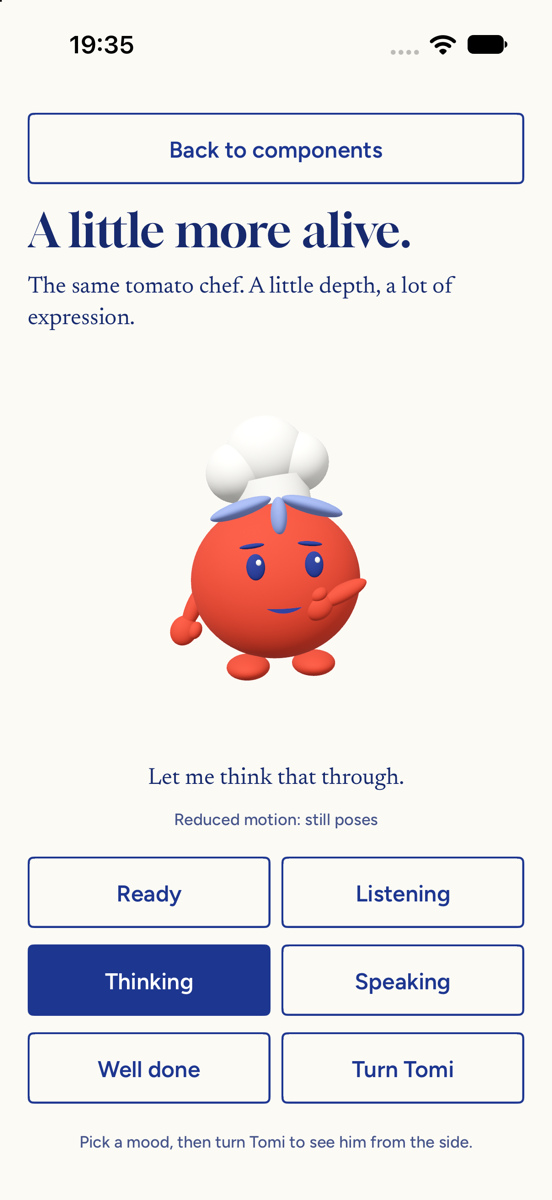 19:35
Back to components
A little more alive.
The same tomato chef. A little depth, a lot of
expression.
Let me think that through.
Reduced motion: still poses
Ready
Listening
Thinking
Speaking
Well done
Turn Tomi
Pick a mood, then turn Tomi to see him from the side.